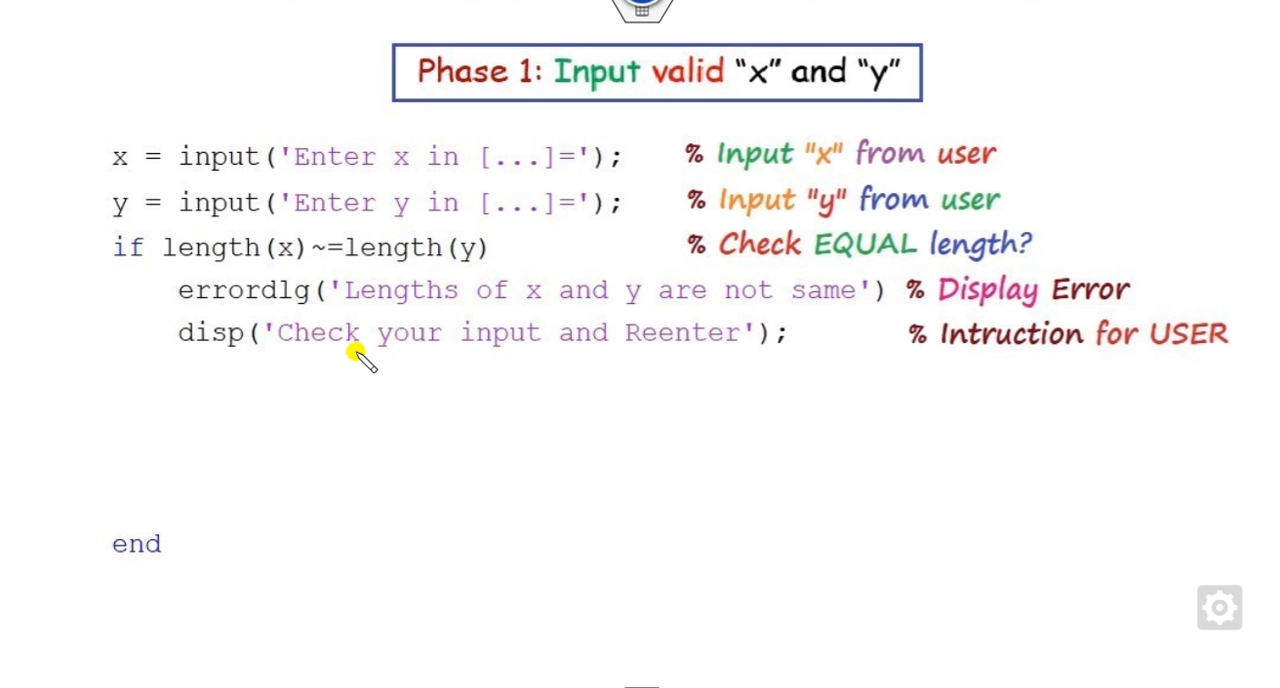 Phase 1: Input valid “x” and “y”
x = input('Enter x in [...]='); % Input "x" from user
y = input('Enter y in [...]='); % Input "y" from user
if length(x)~=length(y) % Check EQUAL length?
errordlg('Lengths of x and y are not same') % Display Error
disp('Check your input and Reenter'); % Intruction for USER
end